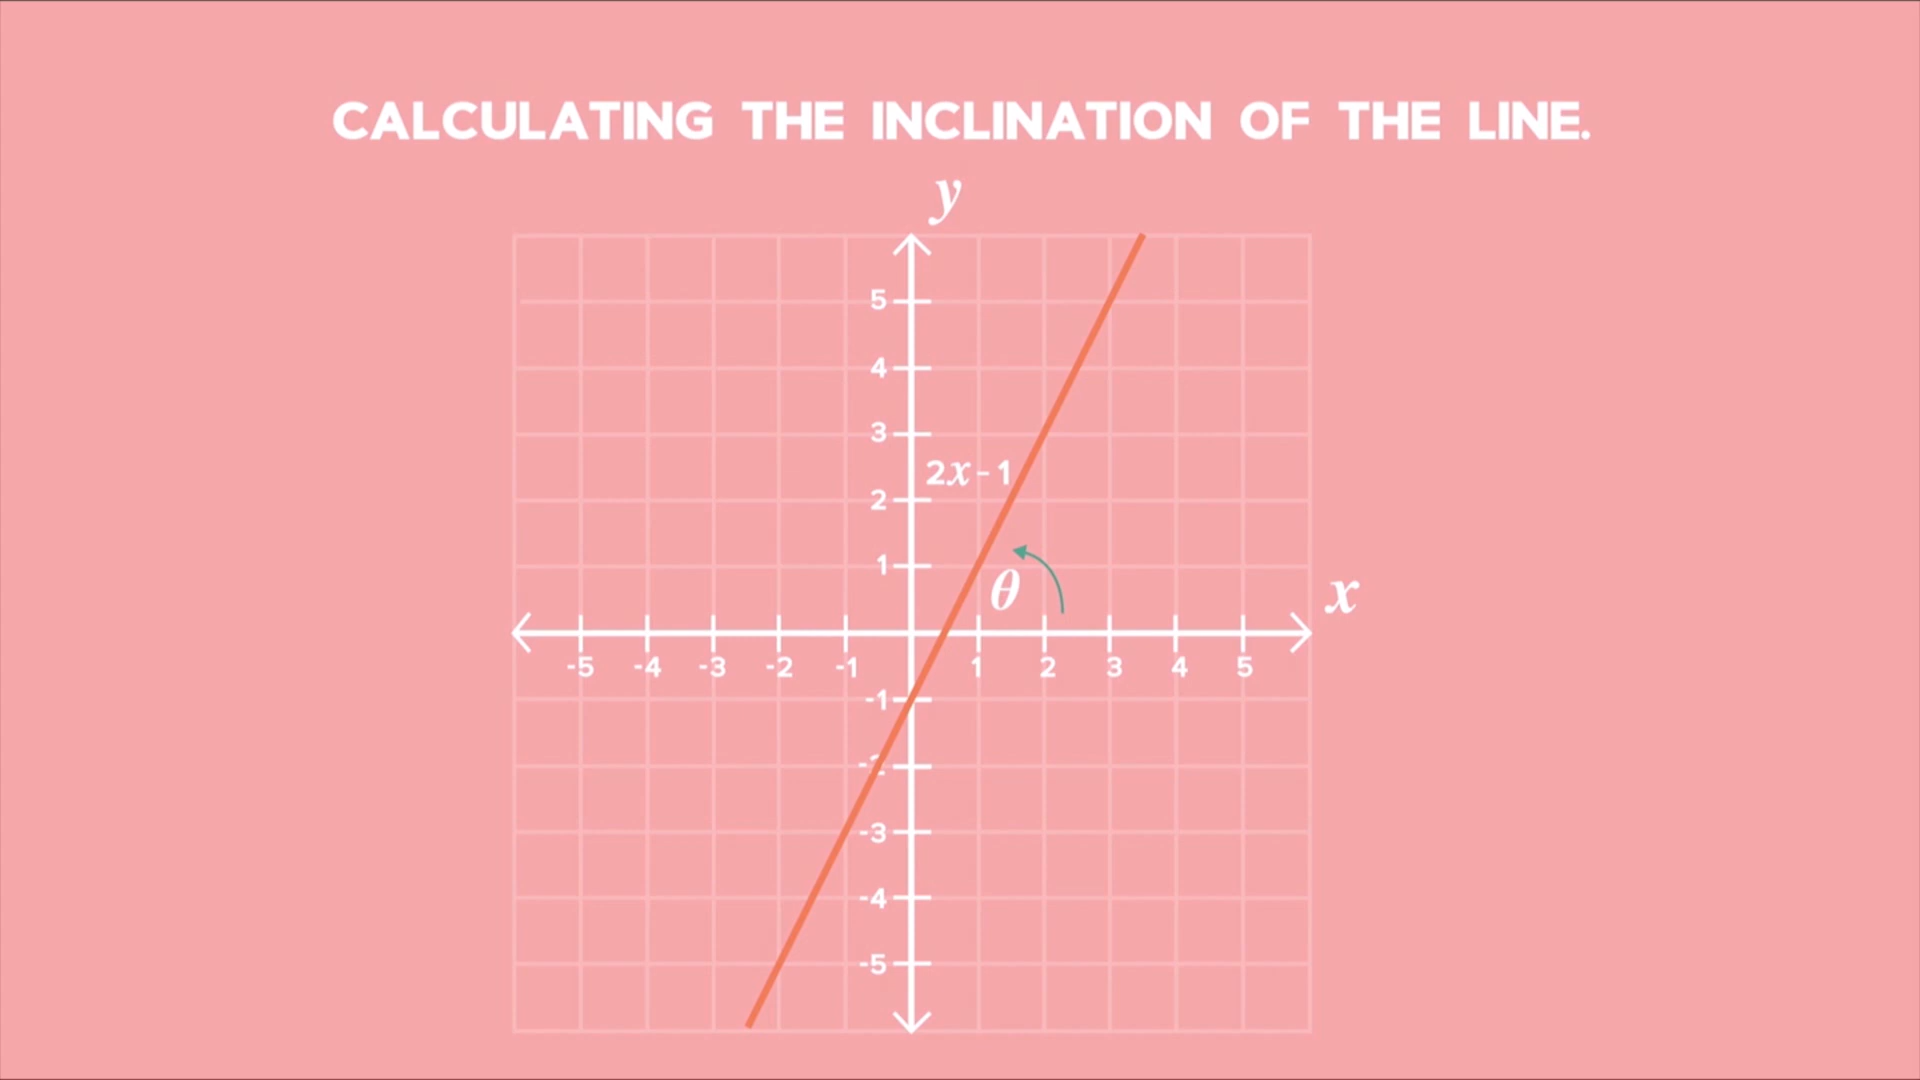 CALCULATING THE INCLINATION OF THE LINE.
y
5
4
3
2x-1
2
1
θ
x
-5 -4 -3 -2 -1 1 2 3 4 5
-1
-2
-3
-4
-5